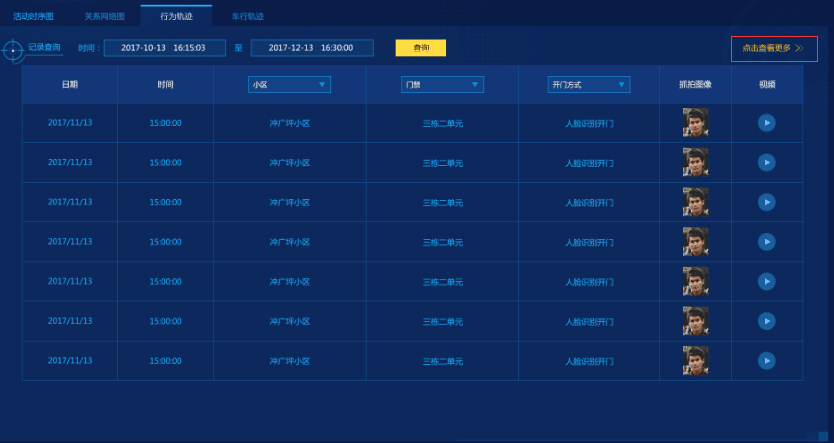 活动时序图 关系网络图 行为轨迹 车行轨迹
记录查询 时间： 2017-10-13 16:15:03 至 2017-12-13 16:30:00 查询 点击查看更多 >>
日期 时间 小区 门禁 开门方式 抓拍图像 视频
2017/11/13 15:00:00 冲广坪小区 三栋二单元 人脸识别开门
2017/11/13 15:00:00 冲广坪小区 三栋二单元 人脸识别开门
2017/11/13 15:00:00 冲广坪小区 三栋二单元 人脸识别开门
2017/11/13 15:00:00 冲广坪小区 三栋二单元 人脸识别开门
2017/11/13 15:00:00 冲广坪小区 三栋二单元 人脸识别开门
2017/11/13 15:00:00 冲广坪小区 三栋二单元 人脸识别开门
2017/11/13 15:00:00 冲广坪小区 三栋二单元 人脸识别开门